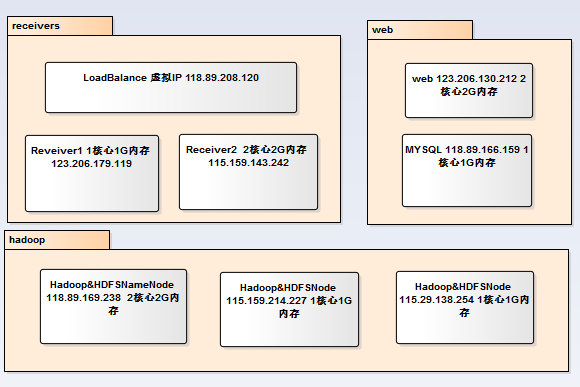 receivers
LoadBalance 虚拟IP 118.89.208.120
Reveiver1 1核心1G内存
123.206.179.119
Receiver2  2核心2G内存
115.159.143.242
web
web 123.206.130.212 2
核心2G内存
MYSQL 118.89.166.159 1
核心1G内存
hadoop
Hadoop&HDFSNameNode
118.89.169.238  2核心2G内
存
Hadoop&HDFSNode
115.159.214.227 1核心1G
内存
Hadoop&HDFSNode
115.29.138.254 1核心1G内
存